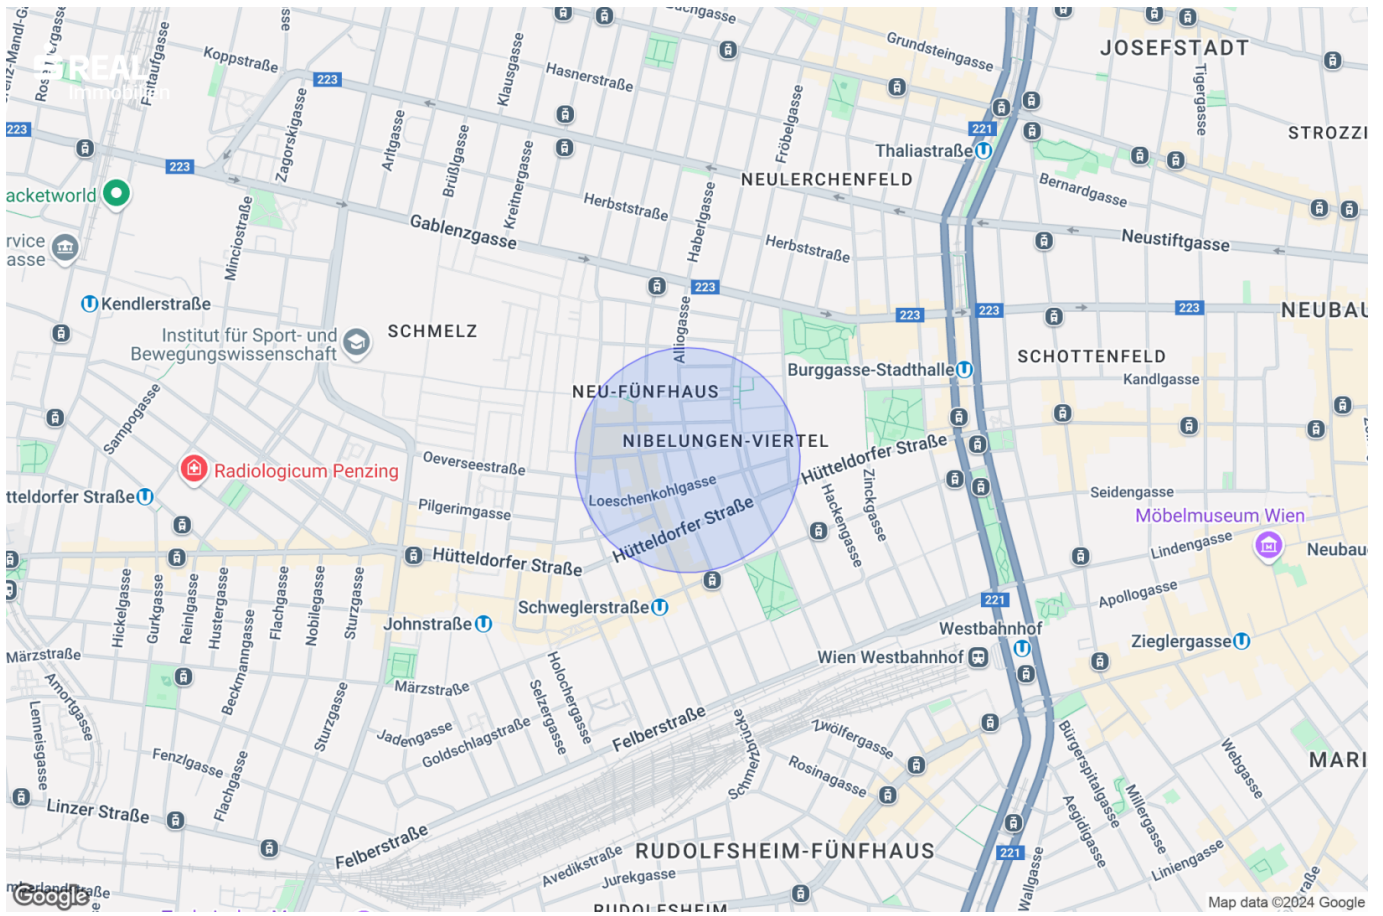 Grundsteingasse
JOSEFSTADT
Koppstraße
Klausgasse
Hasnerstraße
REAL
Immobilien
223
Tigergasse
Zagorskigasse
Arltgasse
Brüßlgasse
Kreitnergasse
Fröbelgasse
221
Thaliastraße
STROZZI
223
223
NEULERCHENFELD
Bernardgasse
acketworld
Herbststraße
Haberlgasse
Minciostraße
Gablenzgasse
Herbststraße
Neustiftgasse
rvice
asse
Kendlerstraße
223
223
223
223
NEUBAU
Institut für Sport- und
Bewegungswissenschaft
SCHMELZ
Alliogasse
SCHOTTENFELD
Burggasse-Stadthalle
Kandlgasse
NEU-FÜNFHAUS
Sampogasse
NIBELUNGEN-VIERTEL
Hütteldorfer Straße
Radiologicum Penzing
Oeverseestraße
tteldorfer Straße
Loeschenkohlgasse
Hackengasse
Zinckgasse
Seidengasse
Pilgerimgasse
Hütteldorfer Straße
Möbelmuseum Wien
Lindengasse
Neubau
Hütteldorfer Straße
Hickelgasse
Gurkgasse
Reinlgasse
Hustergasse
Flachgasse
Nobilegasse
Sturzgasse
Schweglerstraße
221
Apollogasse
Johnstraße
Westbahnhof
Zieglergasse
Märzstraße
Wien Westbahnhof
Beckmanngasse
Amortgasse
Märzstraße
Holochergasse
Selzergasse
Lenneisgasse
Sturzgasse
Jadengasse
Goldschlagstraße
Felberstraße
Schmelzbrücke
Zwölfergasse
Bürgerspitalgasse
Webgasse
Fenzlgasse
Flachgasse
Rosinagasse
MARI
Millergasse
Aegidigasse
Linzer Straße
Felberstraße
RUDOLFSHEIM-FÜNFHAUS
221
Avedikstraße
Jurekgasse
Wallgasse
Liniengasse
Google
RUDOLFSHEIM
Map data ©2024 Google